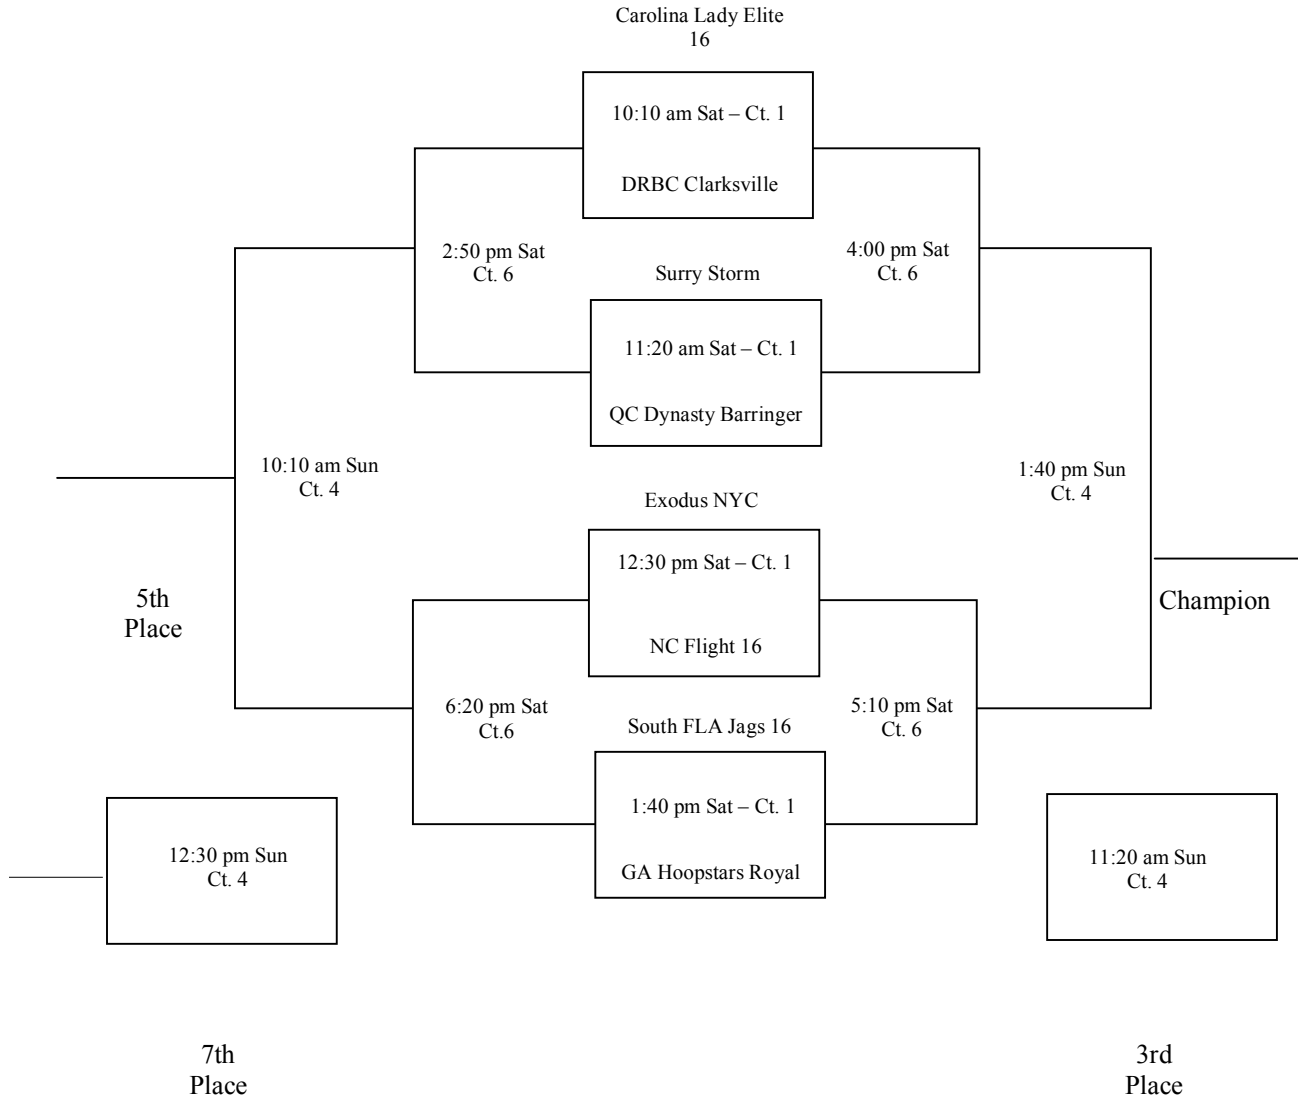 Carolina Lady Elite
16
10:10 am Sat – Ct. 1
DRBC Clarksville
2:50 pm Sat
Ct. 6
4:00 pm Sat
Ct. 6
Surry Storm
11:20 am Sat – Ct. 1
QC Dynasty Barringer
10:10 am Sun
Ct. 4
1:40 pm Sun
Ct. 4
Exodus NYC
12:30 pm Sat – Ct. 1
NC Flight 16
5th
Place
Champion
6:20 pm Sat
Ct.6
5:10 pm Sat
Ct. 6
South FLA Jags 16
1:40 pm Sat – Ct. 1
GA Hoopstars Royal
12:30 pm Sun
Ct. 4
11:20 am Sun
Ct. 4
7th
Place
3rd
Place